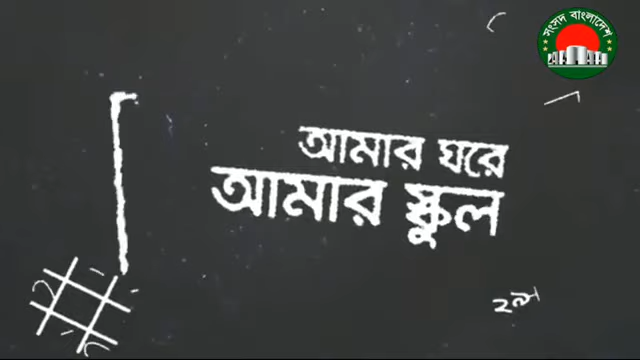 সংসদ বাংলাদেশ
আমার ঘরে
আমার স্কুল